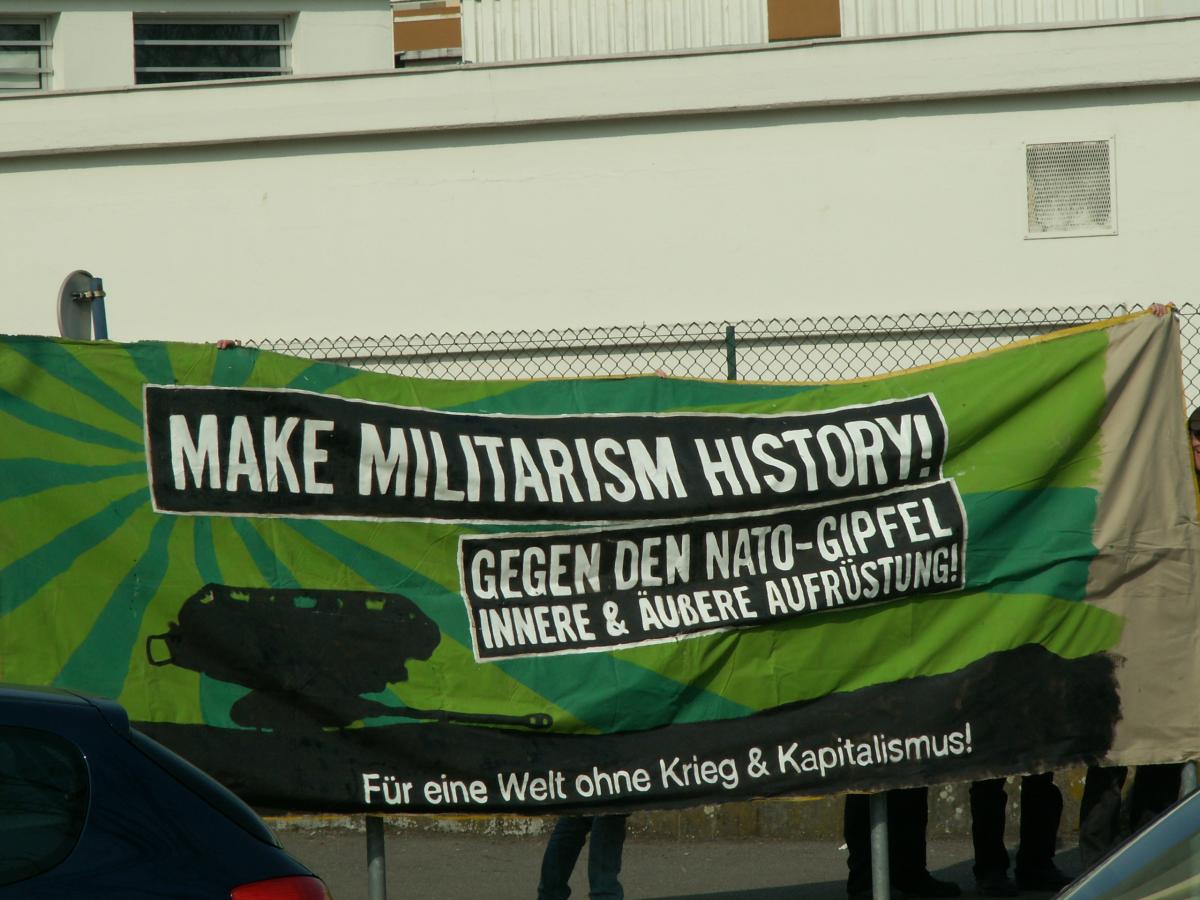 MAKE MILITARISM HISTORY!
GEGEN DEN NATO-GIPFEL
INNERE & ÄUßERE AUFRÜSTUNG!
Für eine Welt ohne Krieg & Kapitalismus!